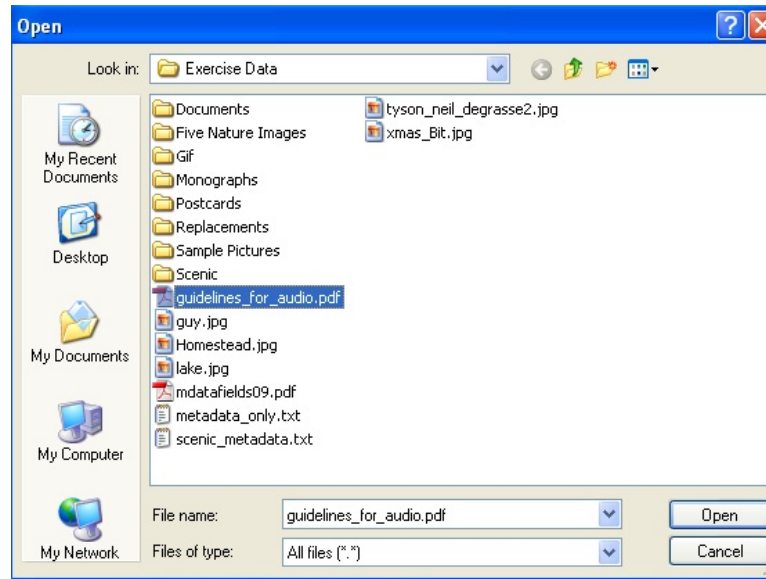 Open
Look in: Exercise Data
My Recent
Documents
Desktop
My Documents
My Computer
My Network
Documents
Five Nature Images
Gif
Monographs
Postcards
Replacements
Sample Pictures
Scenic
guidelines_for_audio.pdf
guy.jpg
Homestead.jpg
lake.jpg
mdatafields09.pdf
metadata_only.txt
scenic_metadata.txt
tyson_neil_degrasse2.jpg
xmas_Bit.jpg
File name: guidelines_for_audio.pdf Open
Files of type: All files (*.*) Cancel